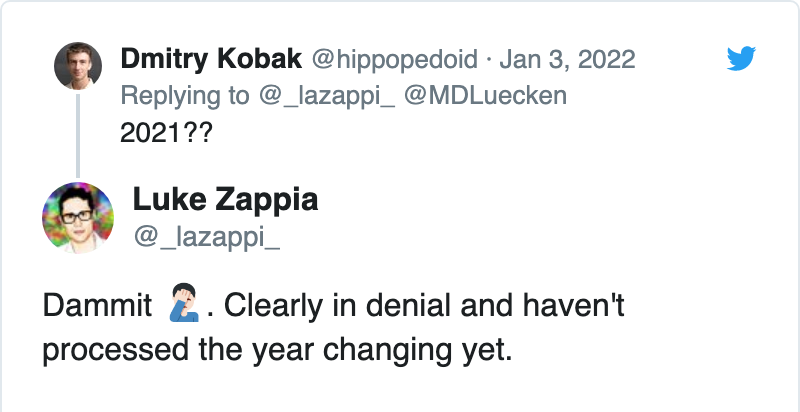 Dmitry Kobak @hippopedoid · Jan 3, 2022
Replying to @_lazappi_ @MDLuecken
2021??
Luke Zappia
@_lazappi_
Dammit 🤦🏻‍♂️. Clearly in denial and haven't
processed the year changing yet.